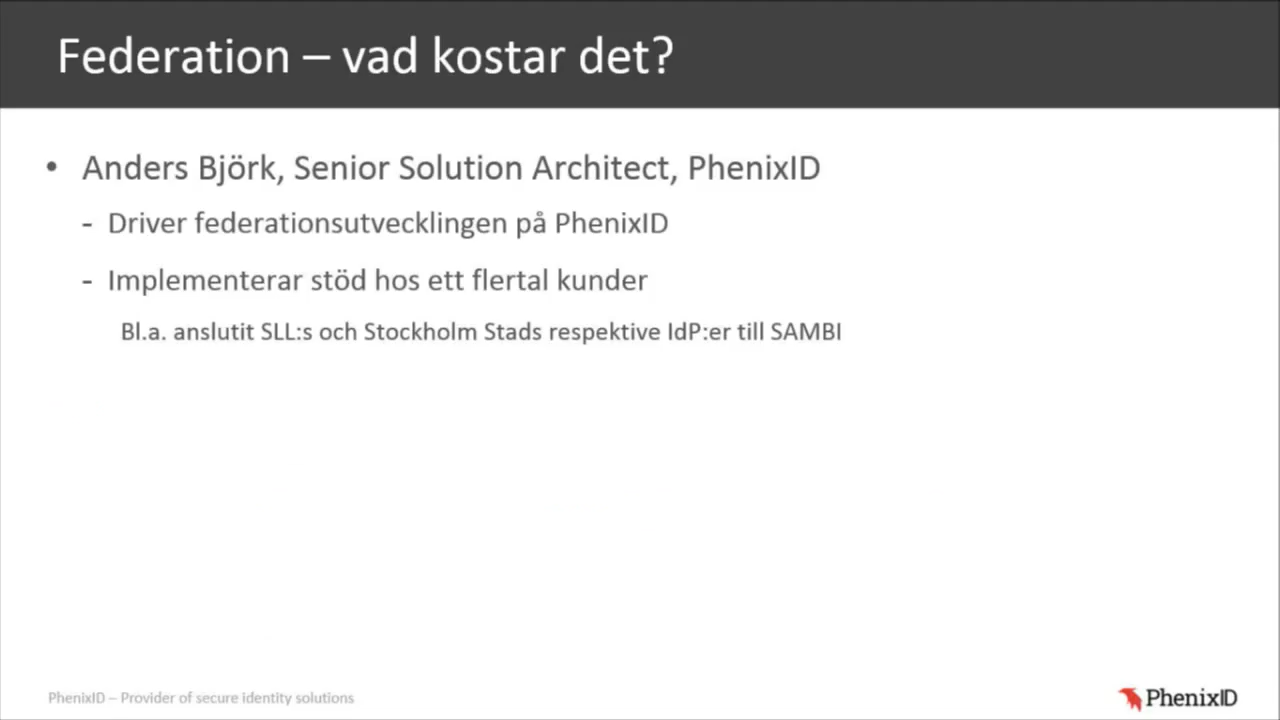 Federation – vad kostar det?
• Anders Björk, Senior Solution Architect, PhenixID
- Driver federationsutvecklingen på PhenixID
- Implementerar stöd hos ett flertal kunder
Bl.a. anslutit SLL:s och Stockholm Stads respektive IdP:er till SAMBI
PhenixID – Provider of secure identity solutions
PhenixID